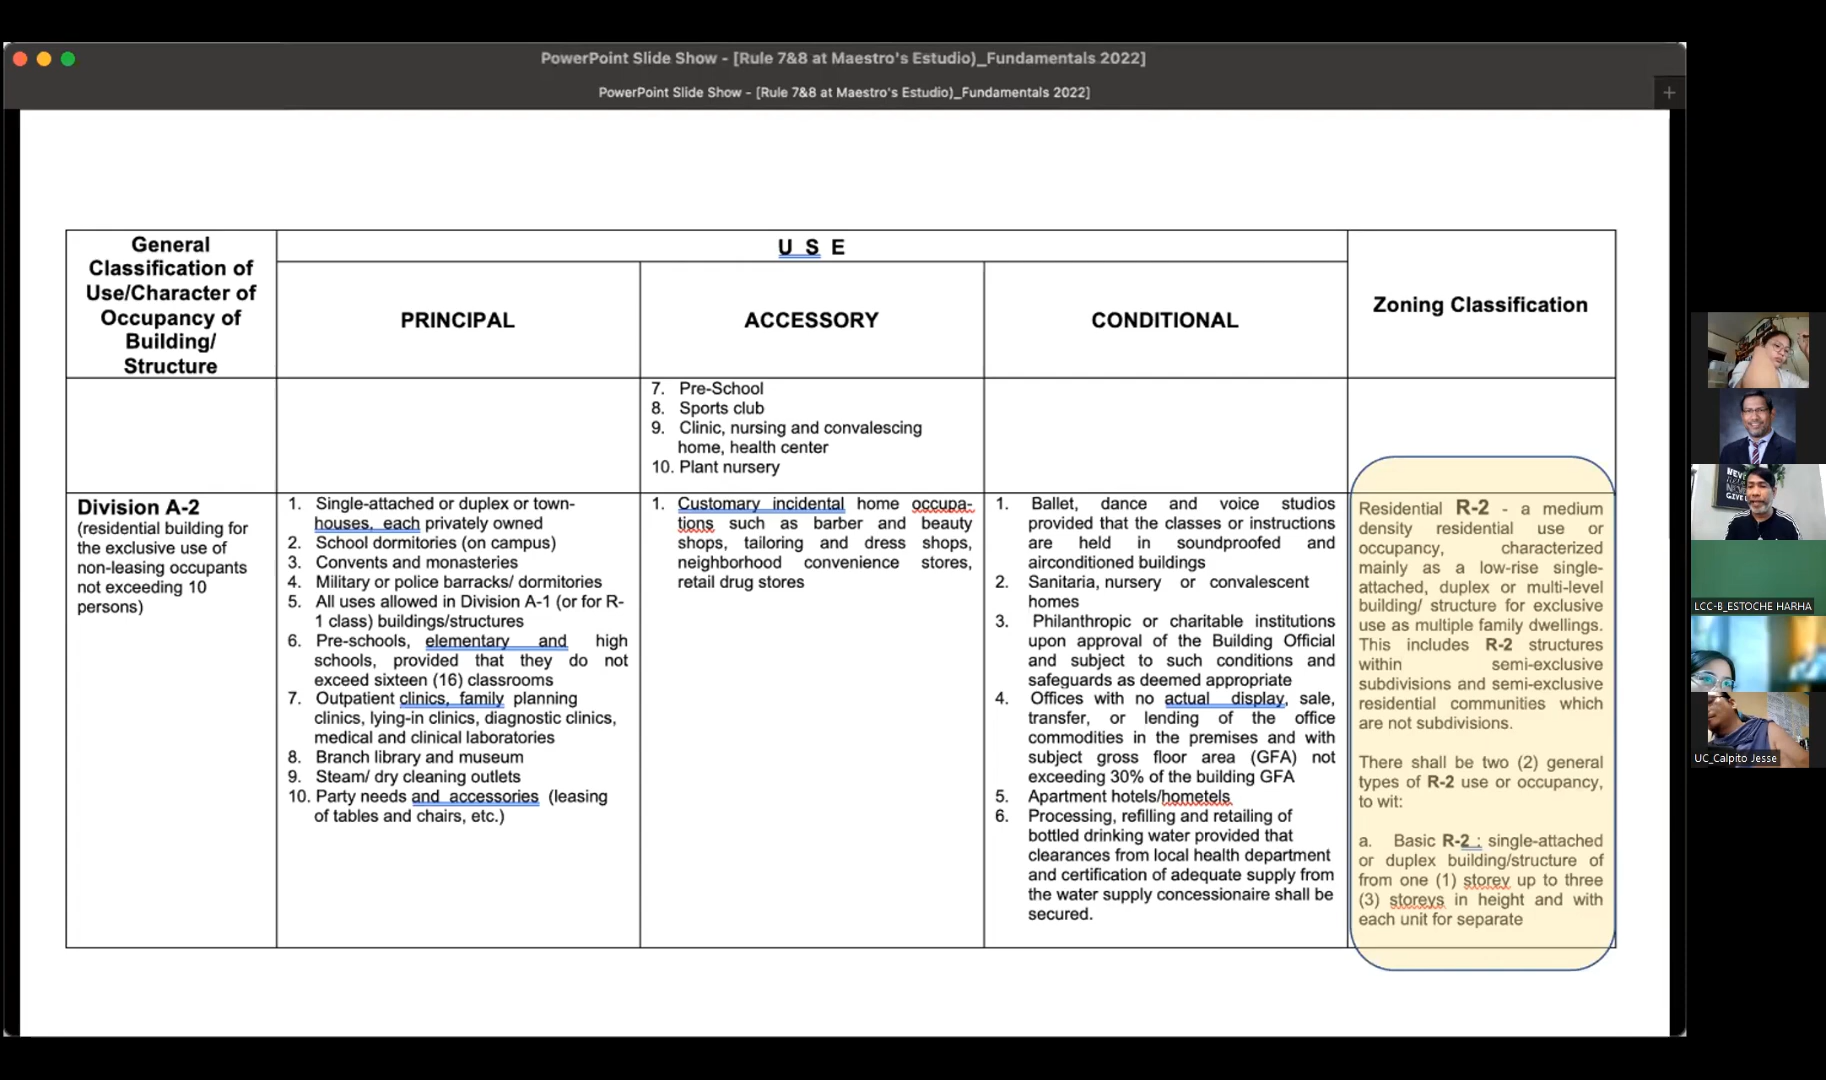 PowerPoint Slide Show - [Rule 7&8 at Maestro's Estudio)_Fundamentals 2022]
PowerPoint Slide Show - [Rule 7&8 at Maestro's Estudio)_Fundamentals 2022]
General
Classification of
Use/Character of
Occupancy of
Building/
Structure
U S E
PRINCIPAL
ACCESSORY
CONDITIONAL
Zoning Classification
7. Pre-School
8. Sports club
9. Clinic, nursing and convalescing
home, health center
10. Plant nursery
Division A-2
(residential building for
the exclusive use of
non-leasing occupants
not exceeding 10
persons)
1. Single-attached or duplex or town-
houses, each privately owned
2. School dormitories (on campus)
3. Convents and monasteries
4. Military or police barracks/ dormitories
5. All uses allowed in Division A-1 (or for R-
1 class) buildings/structures
6. Pre-schools, elementary and high
schools, provided that they do not
exceed sixteen (16) classrooms
7. Outpatient clinics, family planning
clinics, lying-in clinics, diagnostic clinics,
medical and clinical laboratories
8. Branch library and museum
9. Steam/ dry cleaning outlets
10. Party needs and accessories (leasing
of tables and chairs, etc.)
1. Customary incidental home occupa-
tions such as barber and beauty
shops, tailoring and dress shops,
neighborhood convenience stores,
retail drug stores
1. Ballet, dance and voice studios
provided that the classes or instructions
are held in soundproofed and
airconditioned buildings
2. Sanitaria, nursery or convalescent
homes
3. Philanthropic or charitable institutions
upon approval of the Building Official
and subject to such conditions and
safeguards as deemed appropriate
4. Offices with no actual display, sale,
transfer, or lending of the office
commodities in the premises and with
subject gross floor area (GFA) not
exceeding 30% of the building GFA
5. Apartment hotels/hometels
6. Processing, refilling and retailing of
bottled drinking water provided that
clearances from local health department
and certification of adequate supply from
the water supply concessionaire shall be
secured.
Residential R-2 - a medium
density residential use or
occupancy, characterized
mainly as a low-rise single-
attached, duplex or multi-level
building/ structure for exclusive
use as multiple family dwellings.
This includes R-2 structures
within semi-exclusive
subdivisions and semi-exclusive
residential communities which
are not subdivisions.
There shall be two (2) general
types of R-2 use or occupancy,
to wit:
a. Basic R-2 : single-attached
or duplex building/structure of
from one (1) storey up to three
(3) storeys in height and with
each unit for separate
LCC-B_ESTOCHE HARHA
UC_Calpito Jesse